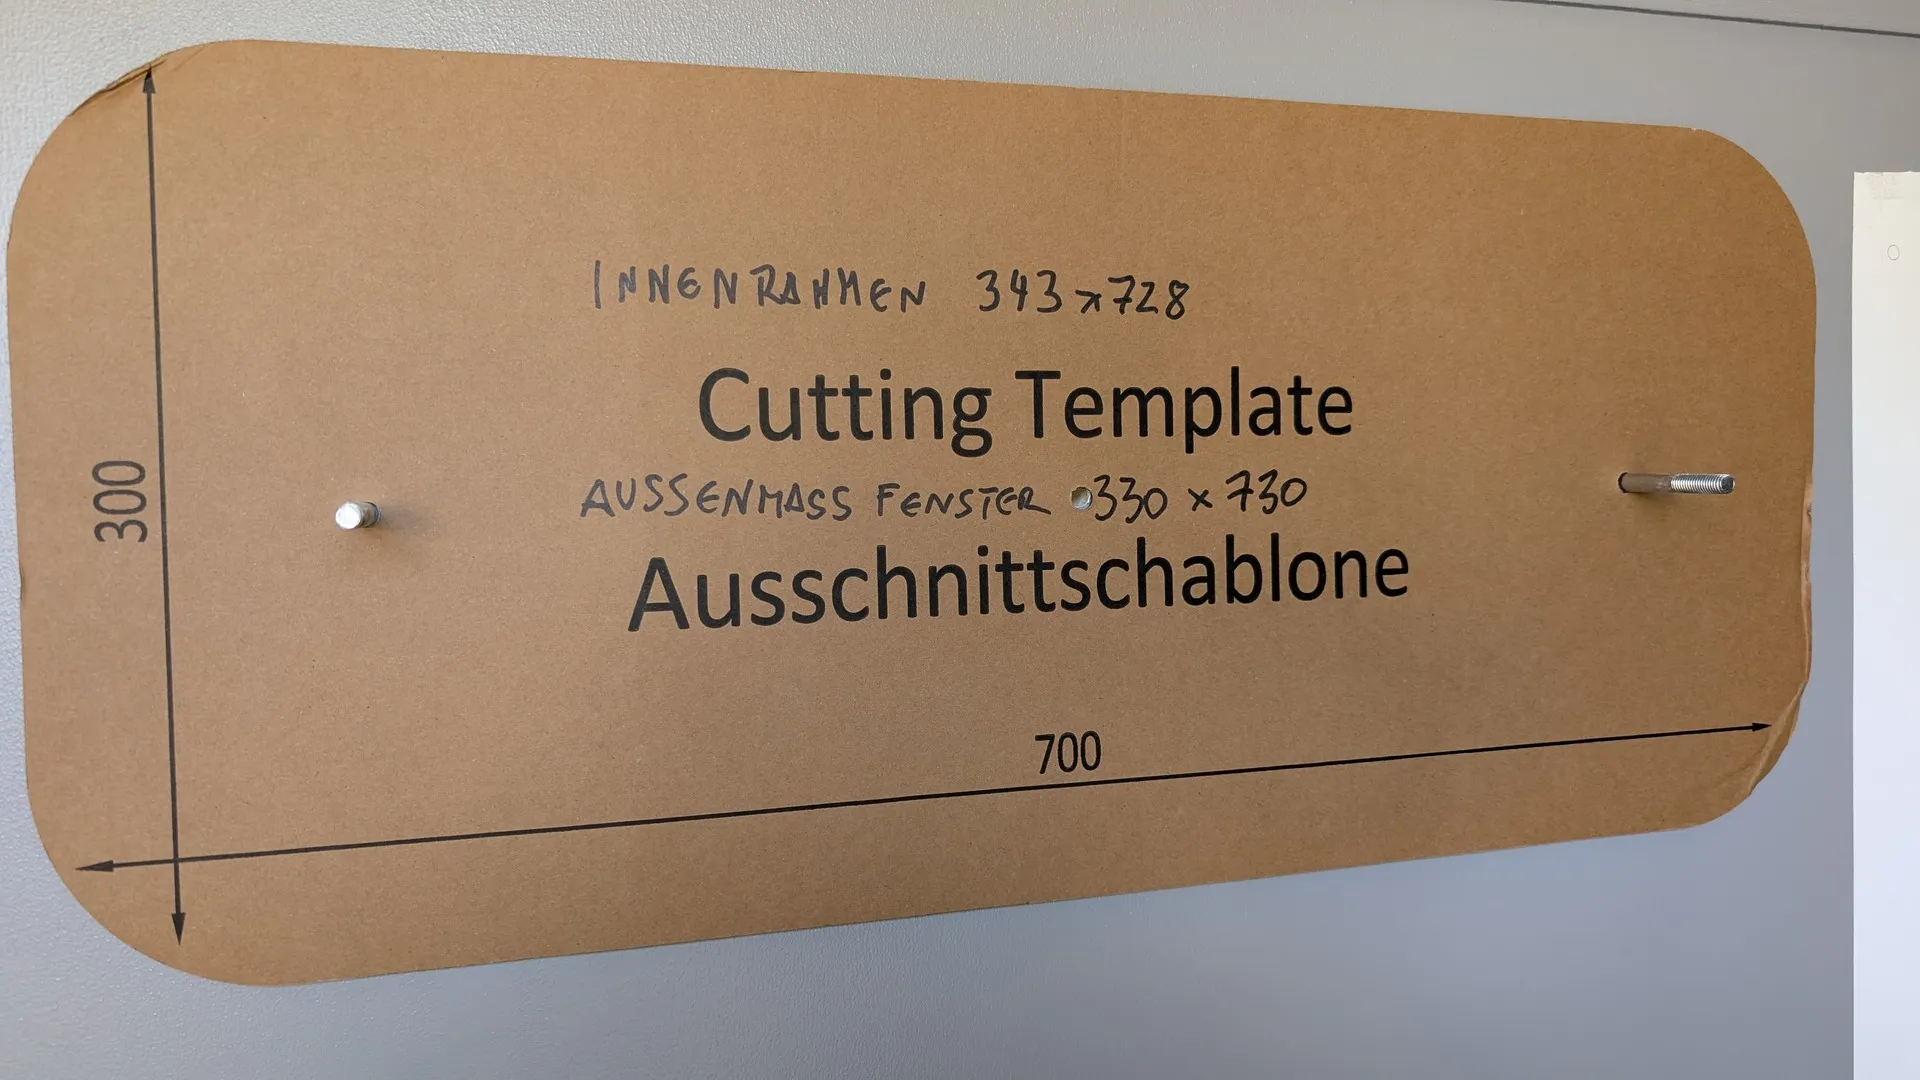 INNENRAHMEN 343x728
Cutting Template
AUSSENMASS FENSTER 330 x 730
Ausschnittschablone
300
700